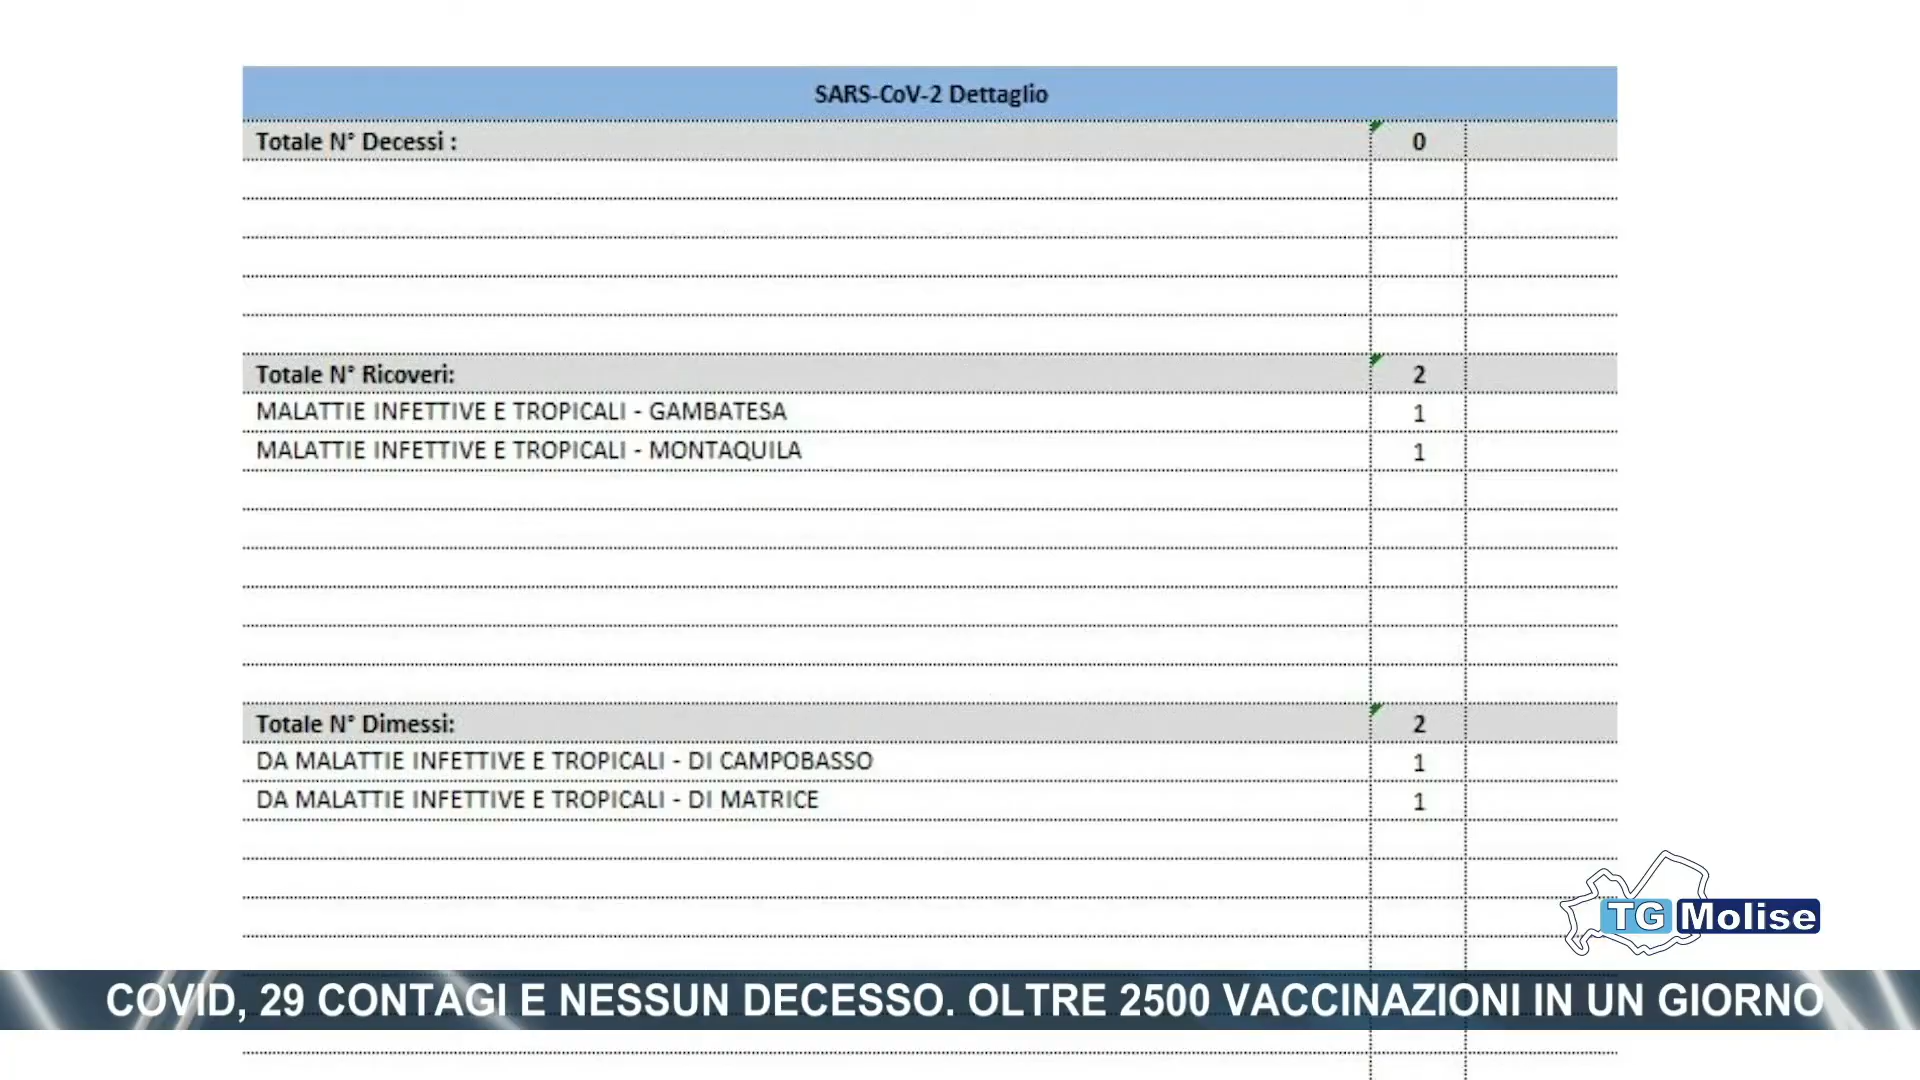 SARS-CoV-2 Dettaglio
Totale N° Decessi : 0
Totale N° Ricoveri: 2
MALATTIE INFETTIVE E TROPICALI - GAMBATESA 1
MALATTIE INFETTIVE E TROPICALI - MONTAQUILA 1
Totale N° Dimessi: 2
DA MALATTIE INFETTIVE E TROPICALI - DI CAMPOBASSO 1
DA MALATTIE INFETTIVE E TROPICALI - DI MATRICE 1
TG Molise
COVID, 29 CONTAGI E NESSUN DECESSO. OLTRE 2500 VACCINAZIONI IN UN GIORNO